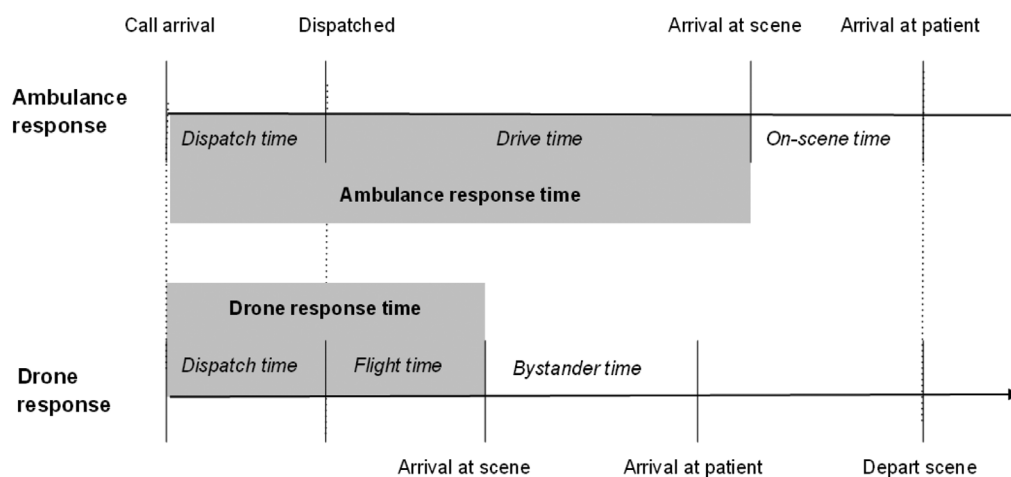 Call arrival
Dispatched
Arrival at scene
Arrival at patient
Ambulance
response
Dispatch time
Drive time
On-scene time
Ambulance response time
Drone response time
Dispatch time
Flight time
Bystander time
Drone
response
Arrival at scene
Arrival at patient
Depart scene